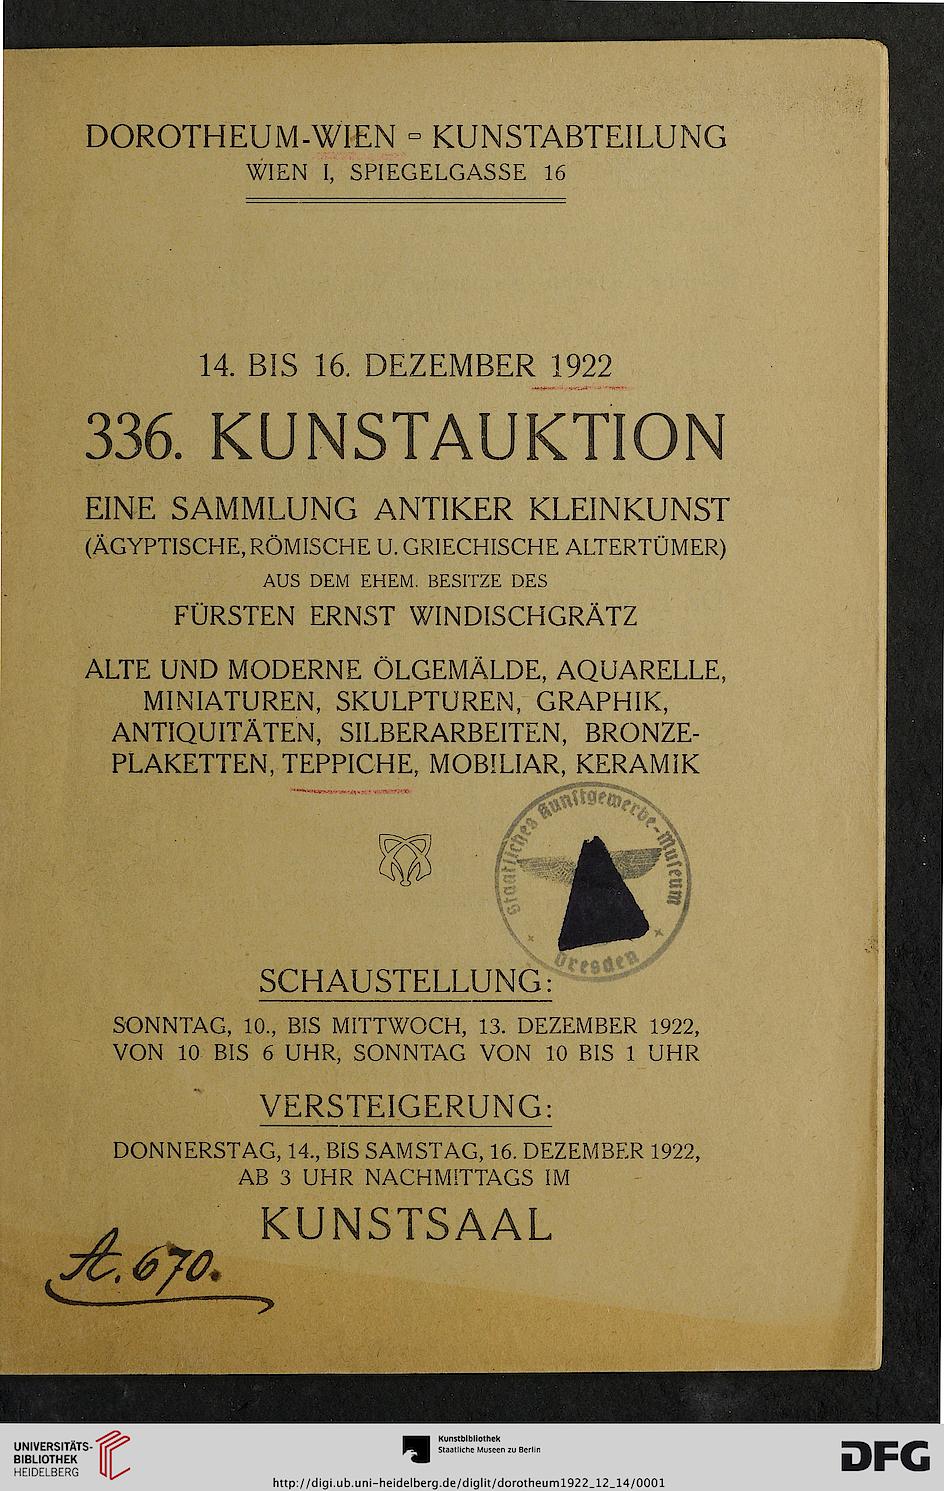 DOROTHEUM-WIEN - KUNSTABTEILUNG
WIEN I, SPIEGELGASSE 16
14. BIS 16. DEZEMBER 1922
336. KUNSTAUKTION
EINE SAMMLUNG ANTIKER KLEINKUNST
(ÄGYPTISCHE, RÖMISCHE U. GRIECHISCHE ALTERTÜMER)
AUS DEM EHEM. BESITZE DES
FÜRSTEN ERNST WINDISCHGRÄTZ
ALTE UND MODERNE ÖLGEMÄLDE, AQUARELLE,
MINIATUREN, SKULPTUREN, GRAPHIK,
ANTIQUITÄTEN, SILBERARBEITEN, BRONZE-
PLAKETTEN, TEPPICHE, MOBILIAR, KERAMIK
Staatliches Kunstgewerbe-Museum
Dresden
SCHAUSTELLUNG:
SONNTAG, 10., BIS MITTWOCH, 13. DEZEMBER 1922,
VON 10 BIS 6 UHR, SONNTAG VON 10 BIS 1 UHR
VERSTEIGERUNG:
DONNERSTAG, 14., BIS SAMSTAG, 16. DEZEMBER 1922,
AB 3 UHR NACHMITTAGS IM
KUNSTSAAL
A. 670.
UNIVERSITÄTS-
BIBLIOTHEK
HEIDELBERG
Kunstbibliothek
Staatliche Museen zu Berlin
DFG
http://digi.ub.uni-heidelberg.de/diglit/dorotheum1922_12_14/0001